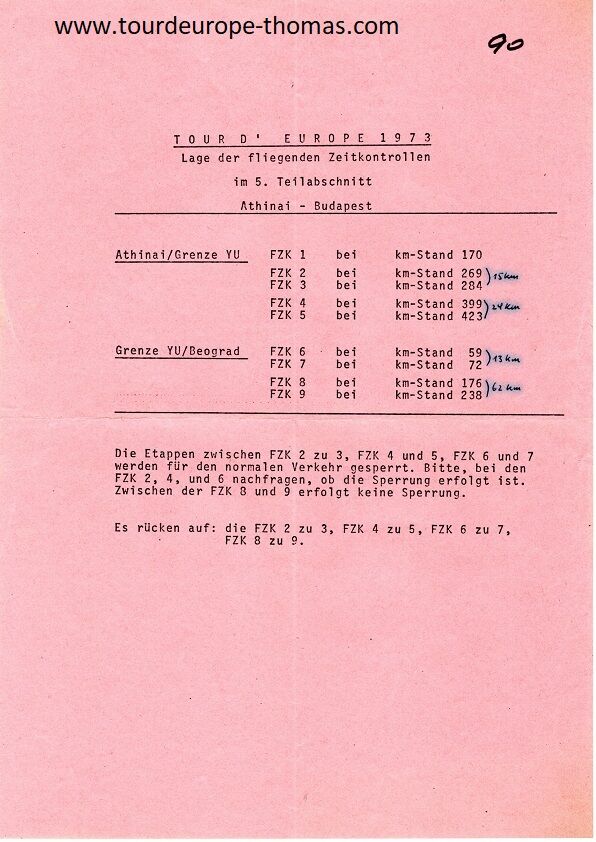 www.tourdeurope-thomas.com
90
T O U R D ' E U R O P E 1 9 7 3
Lage der fliegenden Zeitkontrollen
im 5. Teilabschnitt
Athinai - Budapest
Athinai/Grenze YU FZK 1 bei km-Stand 170
FZK 2 bei km-Stand 269
FZK 3 bei km-Stand 284 ) 15 km
FZK 4 bei km-Stand 399
FZK 5 bei km-Stand 423 ) 24 km
Grenze YU/Beograd FZK 6 bei km-Stand 59
FZK 7 bei km-Stand 72 ) 13 km
FZK 8 bei km-Stand 176
FZK 9 bei km-Stand 238 ) 62 km
Die Etappen zwischen FZK 2 zu 3, FZK 4 und 5, FZK 6 und 7
werden für den normalen Verkehr gesperrt. Bitte, bei den
FZK 2, 4, und 6 nachfragen, ob die Sperrung erfolgt ist.
Zwischen der FZK 8 und 9 erfolgt keine Sperrung.
Es rücken auf: die FZK 2 zu 3, FZK 4 zu 5, FZK 6 zu 7,
FZK 8 zu 9.